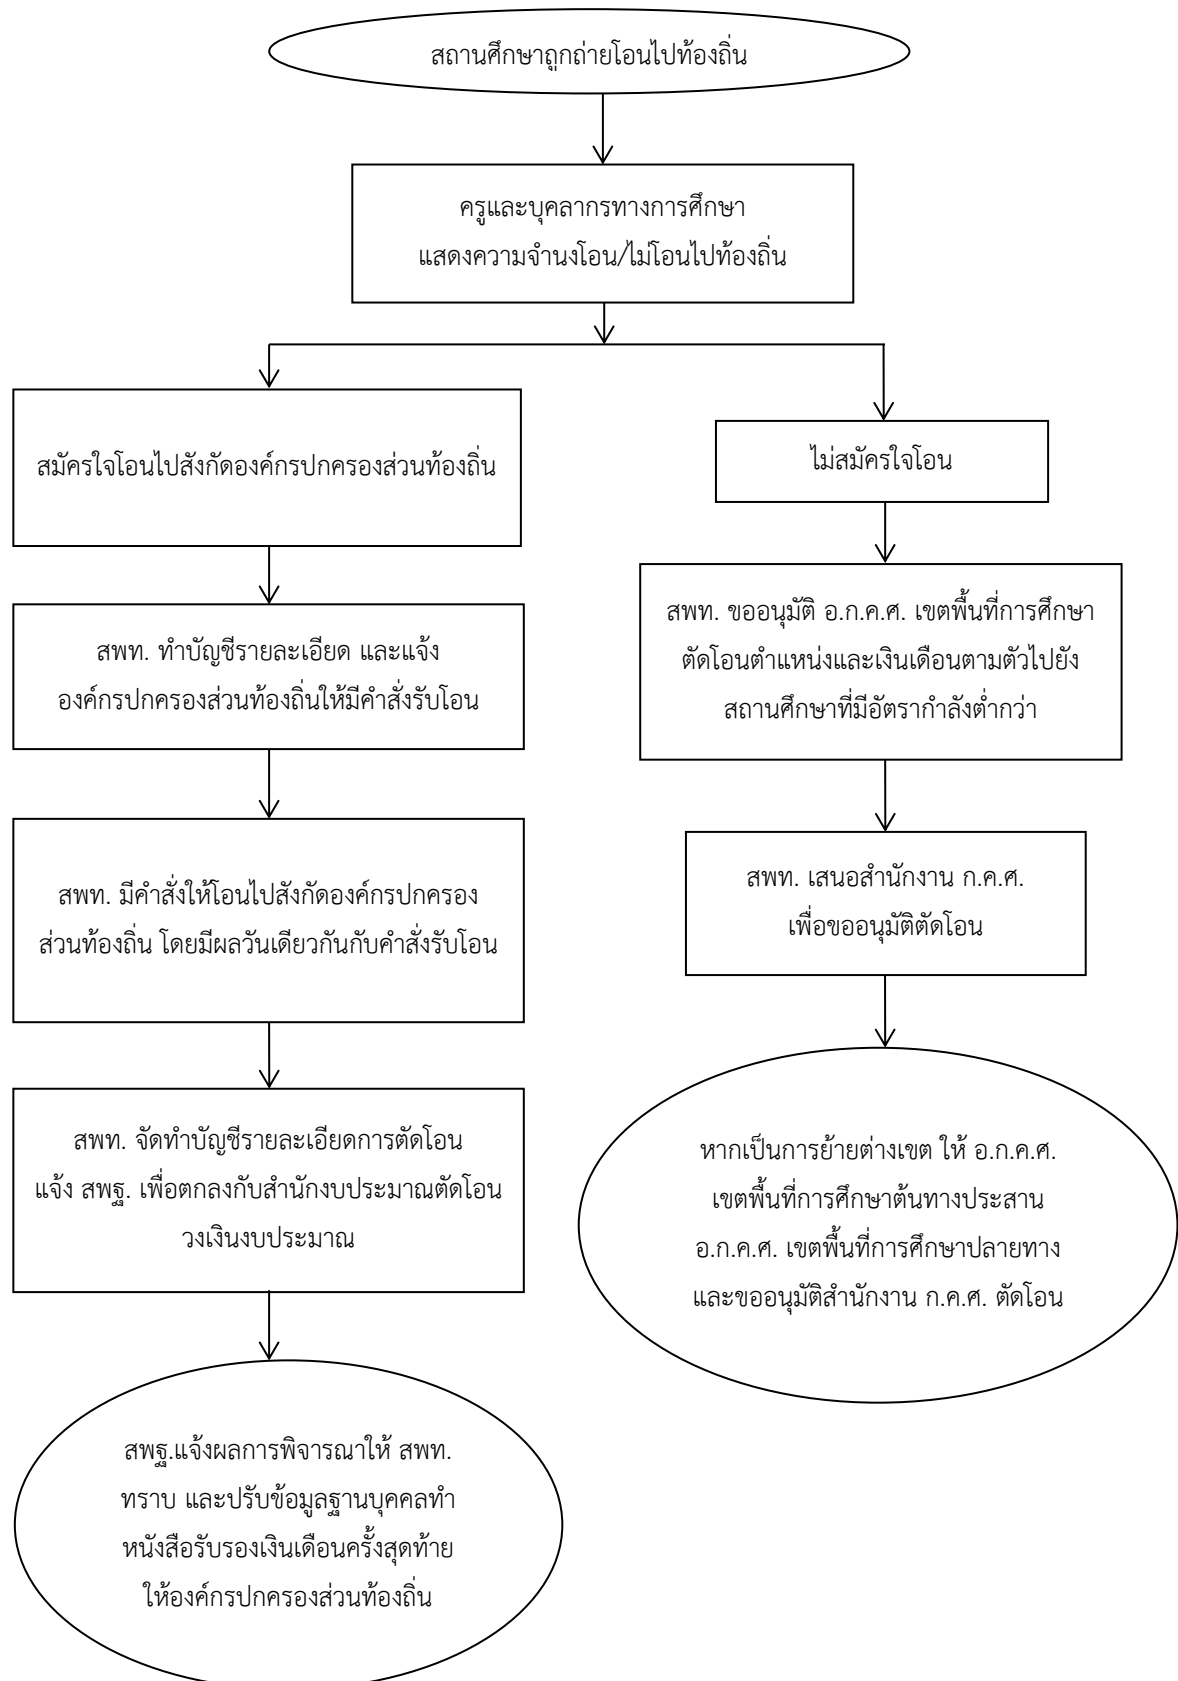 สถานศึกษาถูกถ่ายโอนไปท้องถิ่น
ครูและบุคลากรทางการศึกษา
แสดงความจำนงโอน/ไม่โอนไปท้องถิ่น
สมัครใจโอนไปสังกัดองค์กรปกครองส่วนท้องถิ่น
สพท. ทำบัญชีรายละเอียด และแจ้ง
องค์กรปกครองส่วนท้องถิ่นให้มีคำสั่งรับโอน
สพท. มีคำสั่งให้โอนไปสังกัดองค์กรปกครอง
ส่วนท้องถิ่น โดยมีผลวันเดียวกันกับคำสั่งรับโอน
สพท. จัดทำบัญชีรายละเอียดการตัดโอน
แจ้ง สพฐ. เพื่อตกลงกับสำนักงบประมาณตัดโอน
วงเงินงบประมาณ
สพฐ.แจ้งผลการพิจารณาให้ สพท.
ทราบ และปรับข้อมูลฐานบุคคลทำ
หนังสือรับรองเงินเดือนครั้งสุดท้าย
ให้องค์กรปกครองส่วนท้องถิ่น
ไม่สมัครใจโอน
สพท. ขออนุมัติ อ.ก.ค.ศ. เขตพื้นที่การศึกษา
ตัดโอนตำแหน่งและเงินเดือนตามตัวไปยัง
สถานศึกษาที่มีอัตรากำลังต่ำกว่า
สพท. เสนอสำนักงาน ก.ค.ศ.
เพื่อขออนุมัติตัดโอน
หากเป็นการย้ายต่างเขต ให้ อ.ก.ค.ศ.
เขตพื้นที่การศึกษาต้นทางประสาน
อ.ก.ค.ศ. เขตพื้นที่การศึกษาปลายทาง
และขออนุมัติสำนักงาน ก.ค.ศ. ตัดโอน